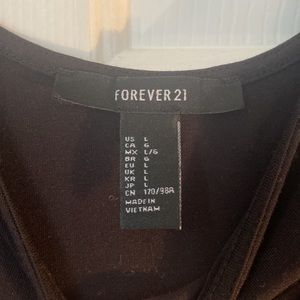 FOREVER 21
US L
CA G
MX L/G
BR G
EU L
UK L
KR L
JP L
CN 170/98A
MADE IN
VIETNAM